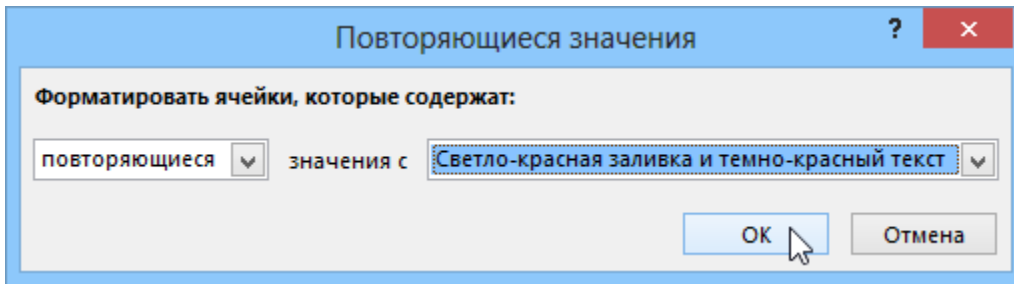 Повторяющиеся значения ? ×
Форматировать ячейки, которые содержат:
повторяющиеся значения с Светло-красная заливка и темно-красный текст
ОК Отмена